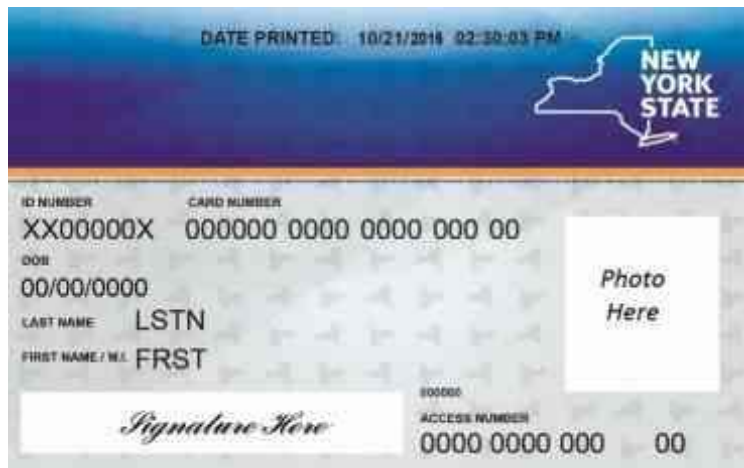 DATE PRINTED: 10/21/2016 02:30:03 PM
NEW
YORK
STATE
ID NUMBER CARD NUMBER
XX00000X 000000 0000 0000 000 00
DOB
00/00/0000
LAST NAME LSTN
FIRST NAME / M.I. FRST
Photo
Here
Signature Here
000000
ACCESS NUMBER
0000 0000 000 00